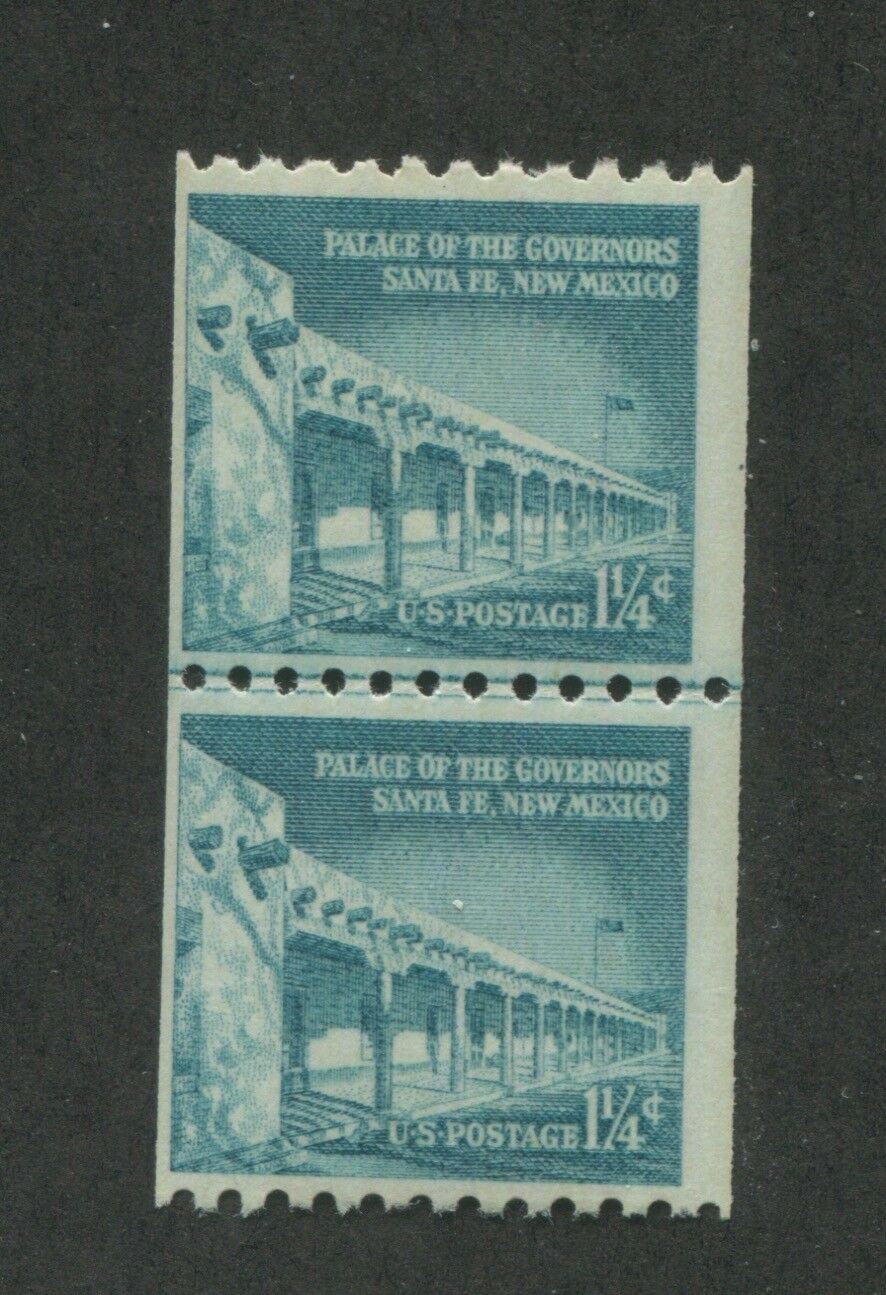 PALACE OF THE GOVERNORS
SANTA FE, NEW MEXICO
U·S·POSTAGE 1¼¢
PALACE OF THE GOVERNORS
SANTA FE, NEW MEXICO
U·S·POSTAGE 1¼¢